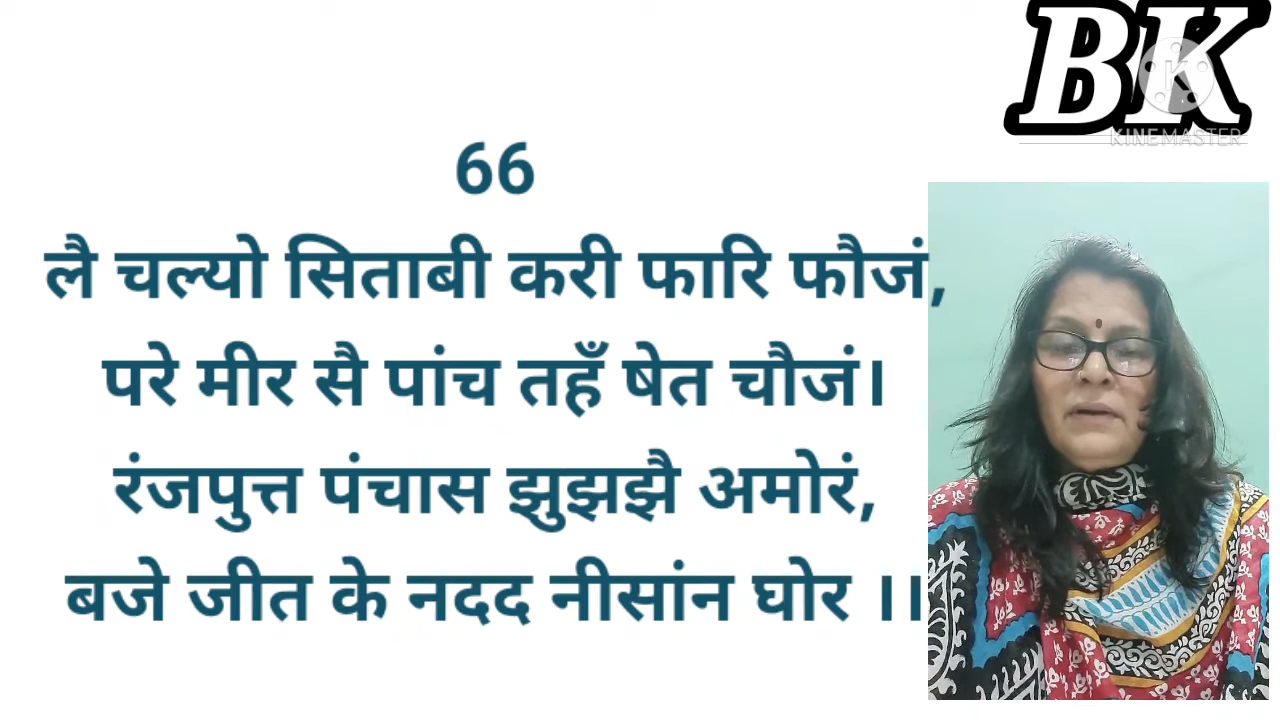 BK
KINEMASTER
66
लै चल्यो सिताबी करी फारि फौजं,
परे मीर सै पांच तहँ षेत चौजं।
रंजपुत्त पंचास झुझझै अमोरं,
बजे जीत के नदद नीसांन घोर ।।